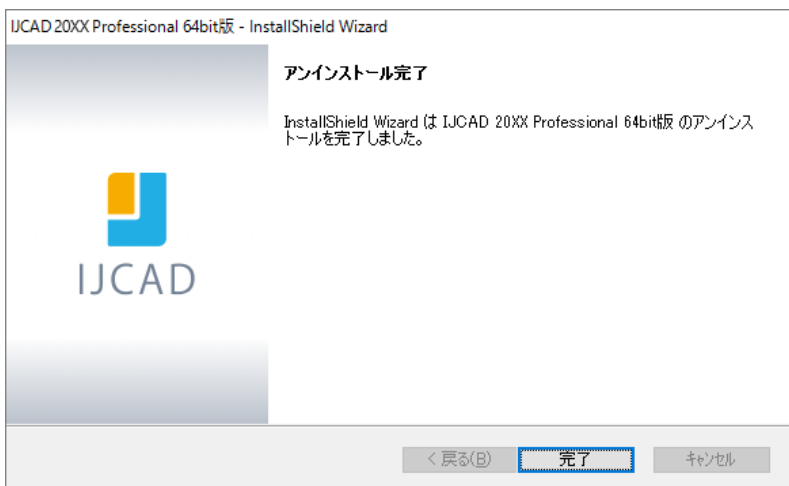 IJCAD 20XX Professional 64bit版 - InstallShield Wizard
アンインストール完了
InstallShield Wizard は IJCAD 20XX Professional 64bit版 のアンインス
トールを完了しました。
IJCAD
< 戻る(B)
完了
キャンセル